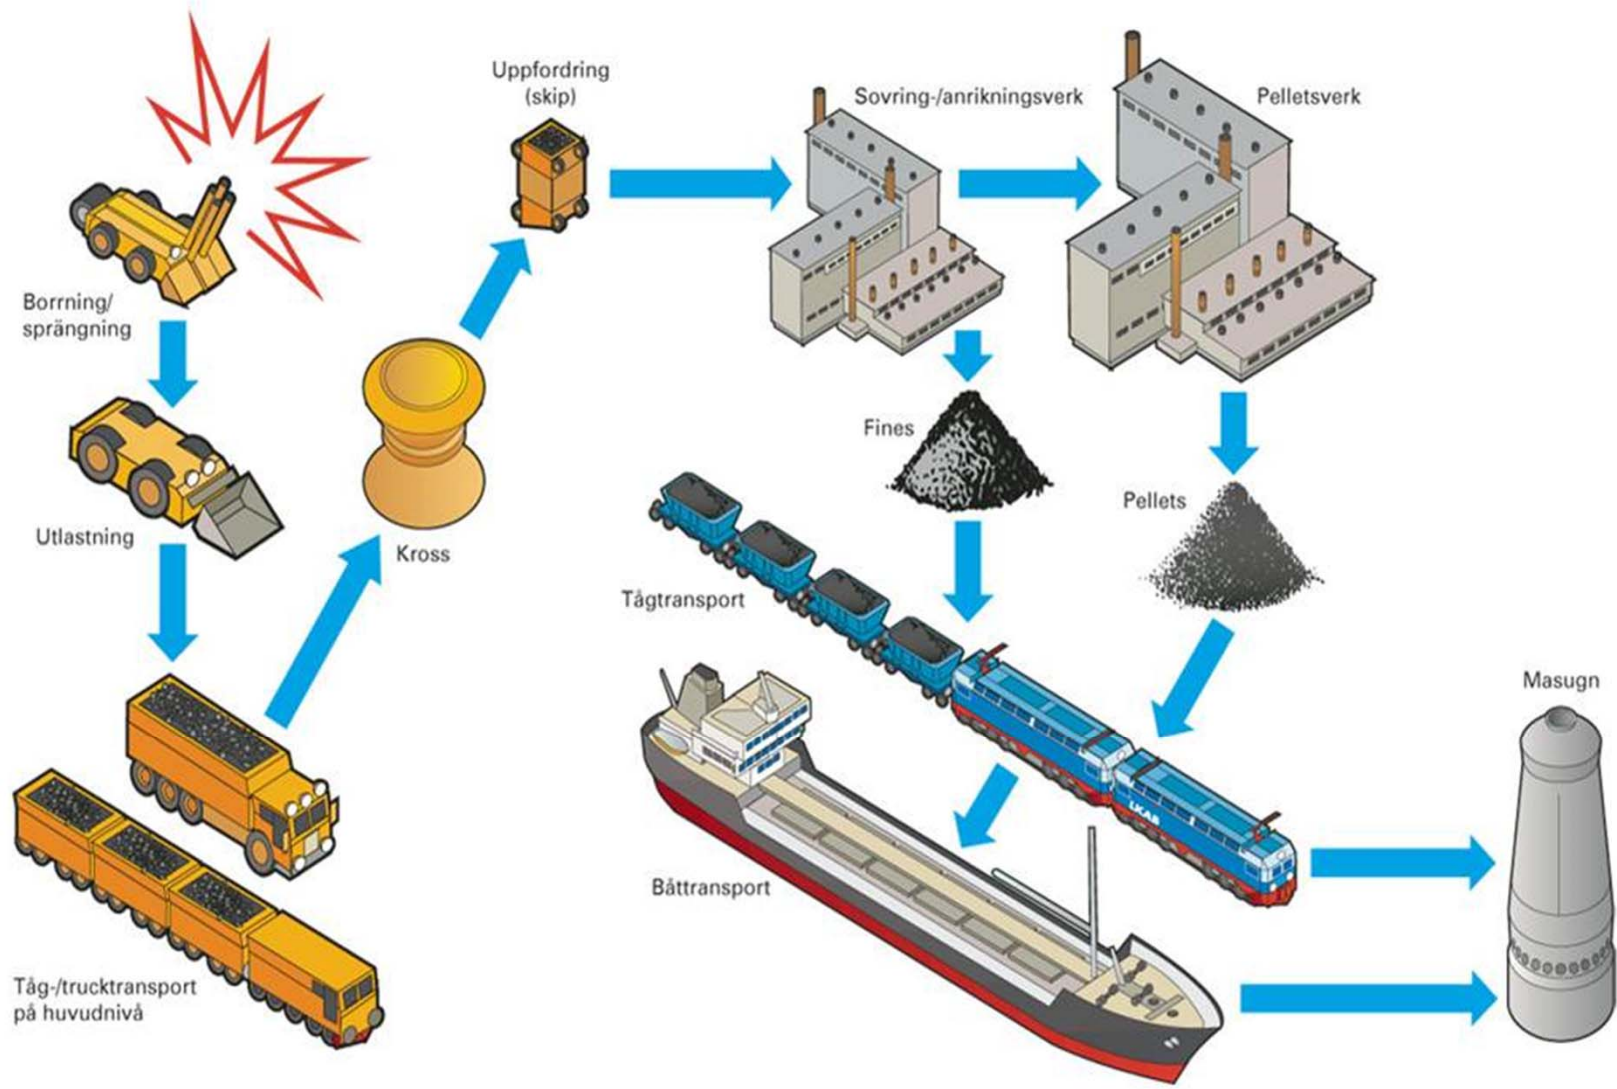 Uppfordring
(skip)
Sovring-/anrikningsverk
Pelletsverk
Borrning/
sprängning
Fines
Pellets
Utlastning
Kross
Tågtransport
Masugn
LKAB
Båttransport
Tåg-/trucktransport
på huvudnivå